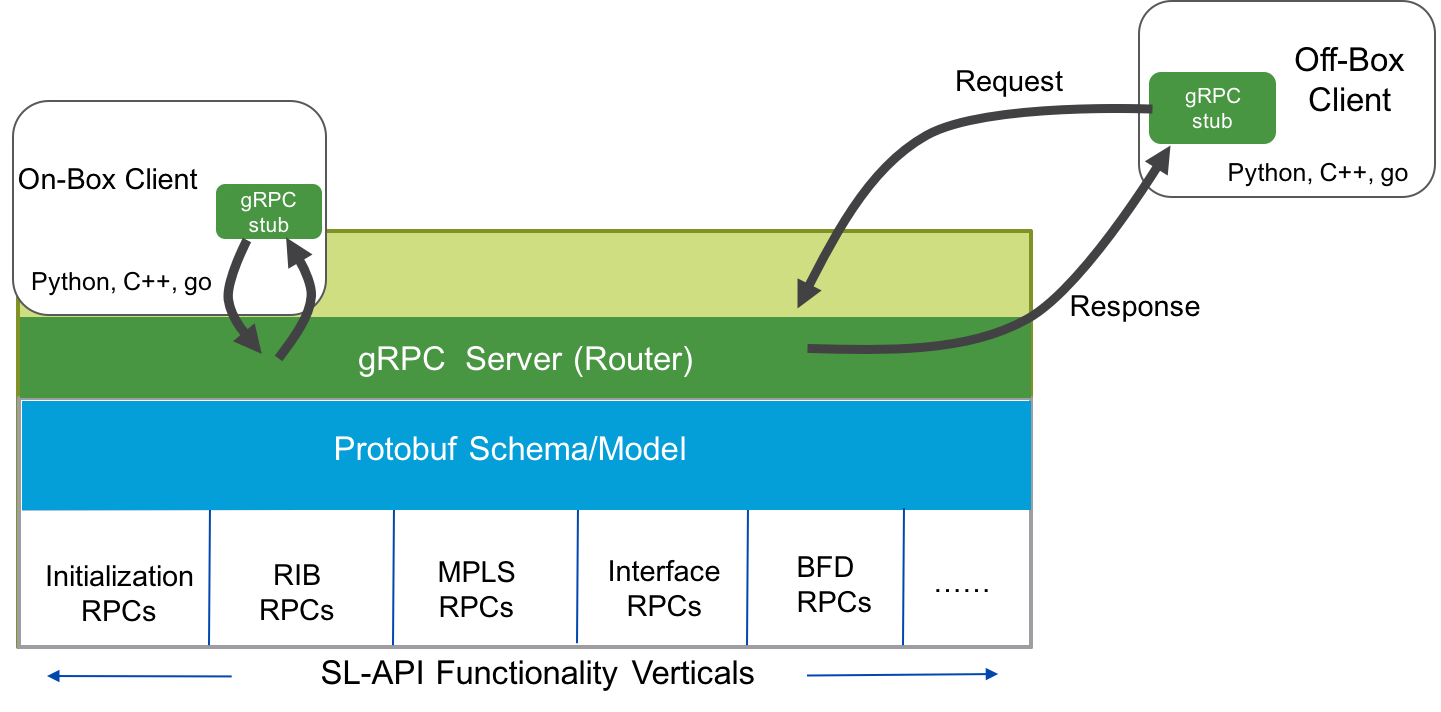 Off-Box
Client
gRPC
stub
Python, C++, go
Request
Response
On-Box Client
gRPC
stub
Python, C++, go
gRPC Server (Router)
Protobuf Schema/Model
Initialization
RPCs
RIB
RPCs
MPLS
RPCs
Interface
RPCs
BFD
RPCs
......
SL-API Functionality Verticals